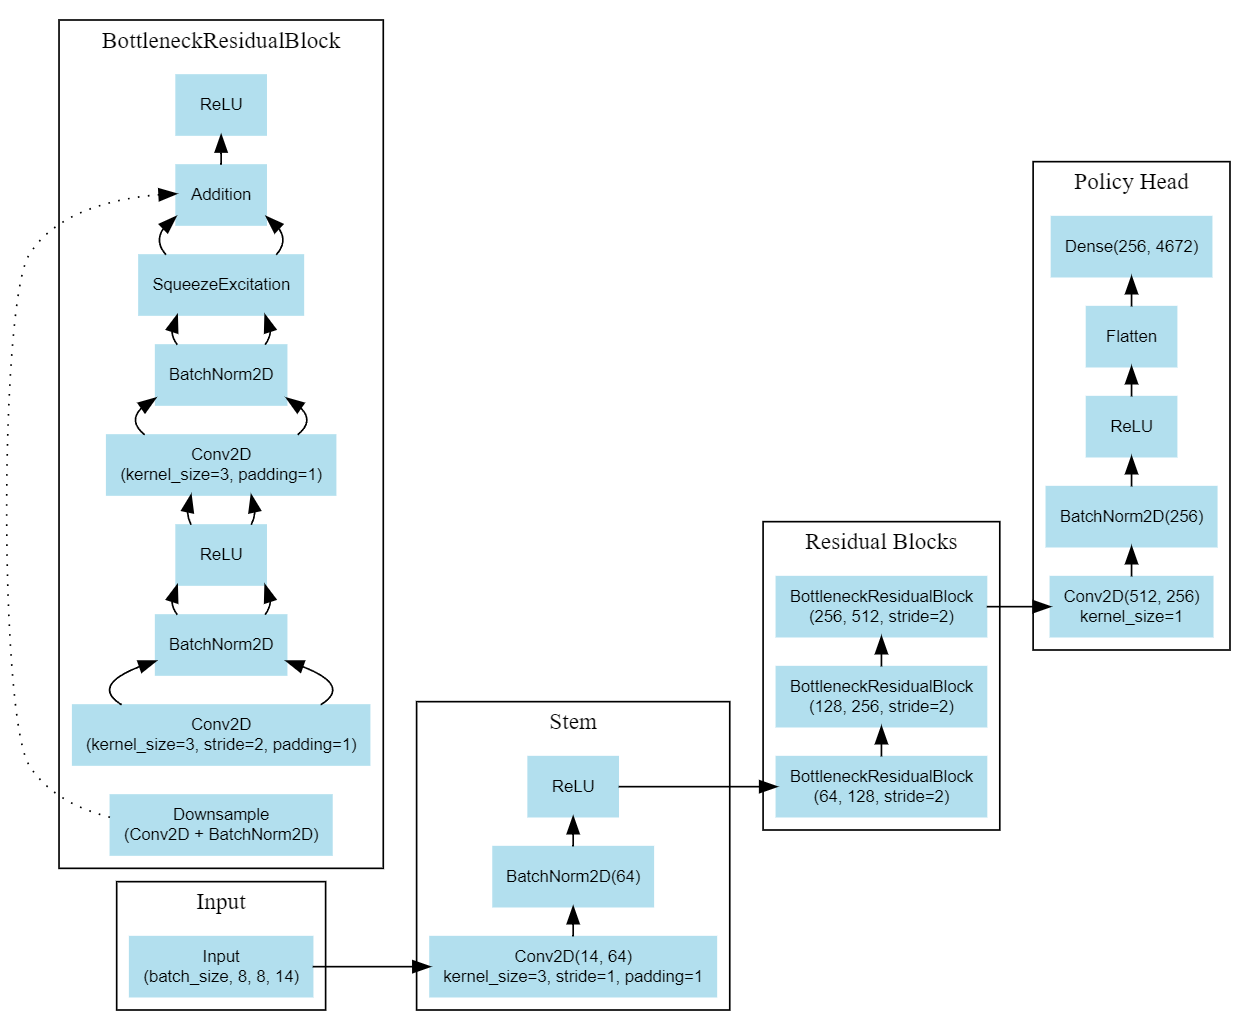 BottleneckResidualBlock
ReLU
Addition
SqueezeExcitation
BatchNorm2D
Conv2D
(kernel_size=3, padding=1)
ReLU
BatchNorm2D
Conv2D
(kernel_size=3, stride=2, padding=1)
Downsample
(Conv2D + BatchNorm2D)
Input
Input
(batch_size, 8, 8, 14)
Stem
ReLU
BatchNorm2D(64)
Conv2D(14, 64)
kernel_size=3, stride=1, padding=1
Residual Blocks
BottleneckResidualBlock
(256, 512, stride=2)
BottleneckResidualBlock
(128, 256, stride=2)
BottleneckResidualBlock
(64, 128, stride=2)
Policy Head
Dense(256, 4672)
Flatten
ReLU
BatchNorm2D(256)
Conv2D(512, 256)
kernel_size=1